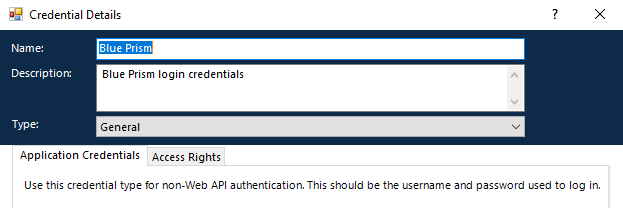 Credential Details
Name:
Blue Prism
Description:
Blue Prism login credentials
Type:
General
Application Credentials
Access Rights
Use this credential type for non-Web API authentication. This should be the username and password used to log in.